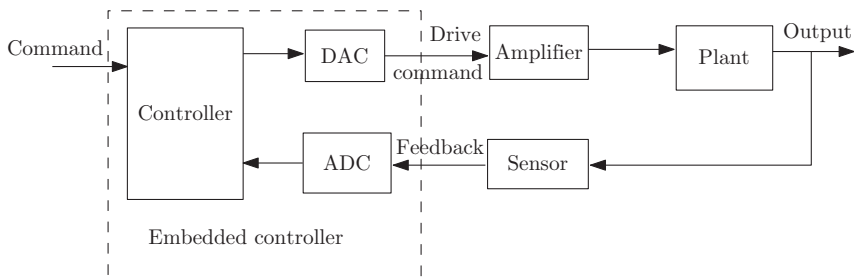 Command
Controller
DAC
Drive
command
Amplifier
Plant
Output
ADC
Feedback
Sensor
Embedded controller